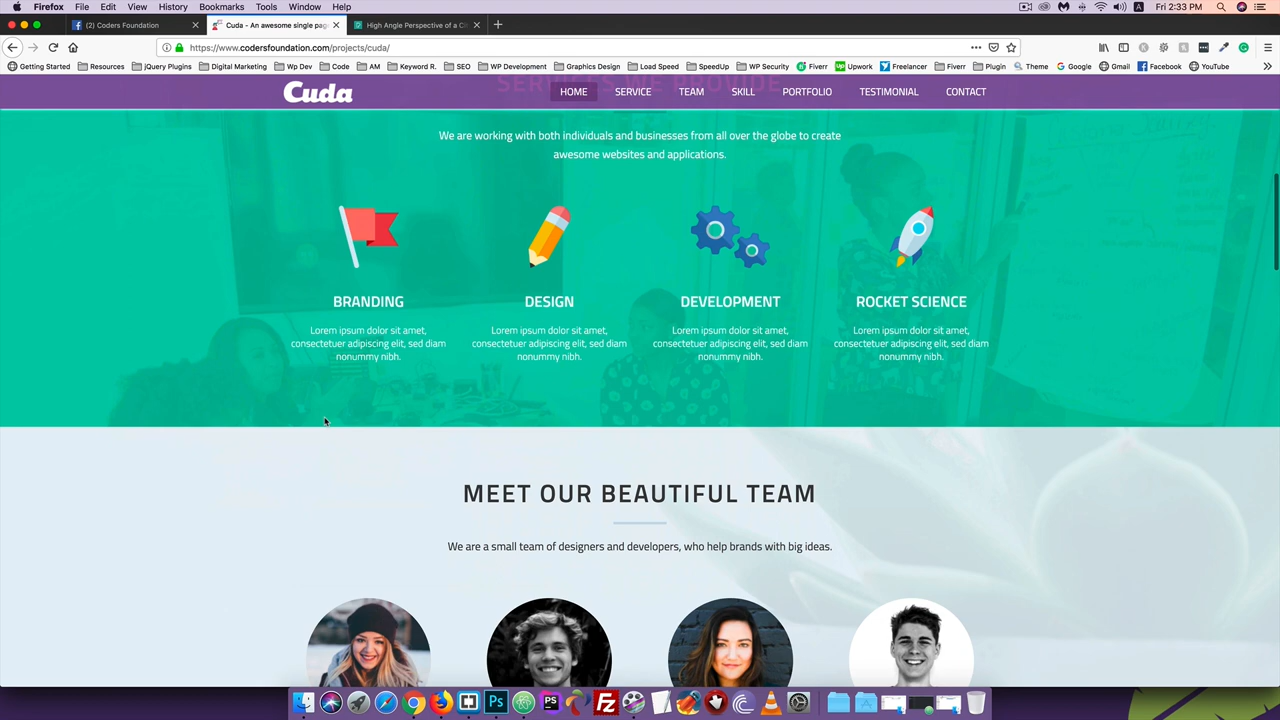 Firefox File Edit View History Bookmarks Tools Window Help
Fri 2:33 PM
(2) Coders Foundation
Cuda - An awesome single pag
High Angle Perspective of a Ci
https://www.codersfoundation.com/projects/cuda/
Getting Started Resources jQuery Plugins Digital Marketing Wp Dev Code AM Keyword R. SEO WP Development Graphics Design Load Speed SpeedUp WP Security Fiverr Upwork Freelancer Fiverr Plugin Theme Google Gmail Facebook YouTube
SERVICES WE PROVIDE
Cuda
HOME SERVICE TEAM SKILL PORTFOLIO TESTIMONIAL CONTACT
We are working with both individuals and businesses from all over the globe to create
awesome websites and applications.
BRANDING
Lorem ipsum dolor sit amet,
consectetuer adipiscing elit, sed diam
nonummy nibh.
DESIGN
Lorem ipsum dolor sit amet,
consectetuer adipiscing elit, sed diam
nonummy nibh.
DEVELOPMENT
Lorem ipsum dolor sit amet,
consectetuer adipiscing elit, sed diam
nonummy nibh.
ROCKET SCIENCE
Lorem ipsum dolor sit amet,
consectetuer adipiscing elit, sed diam
nonummy nibh.
MEET OUR BEAUTIFUL TEAM
We are a small team of designers and developers, who help brands with big ideas.
Ps
PS
Fz